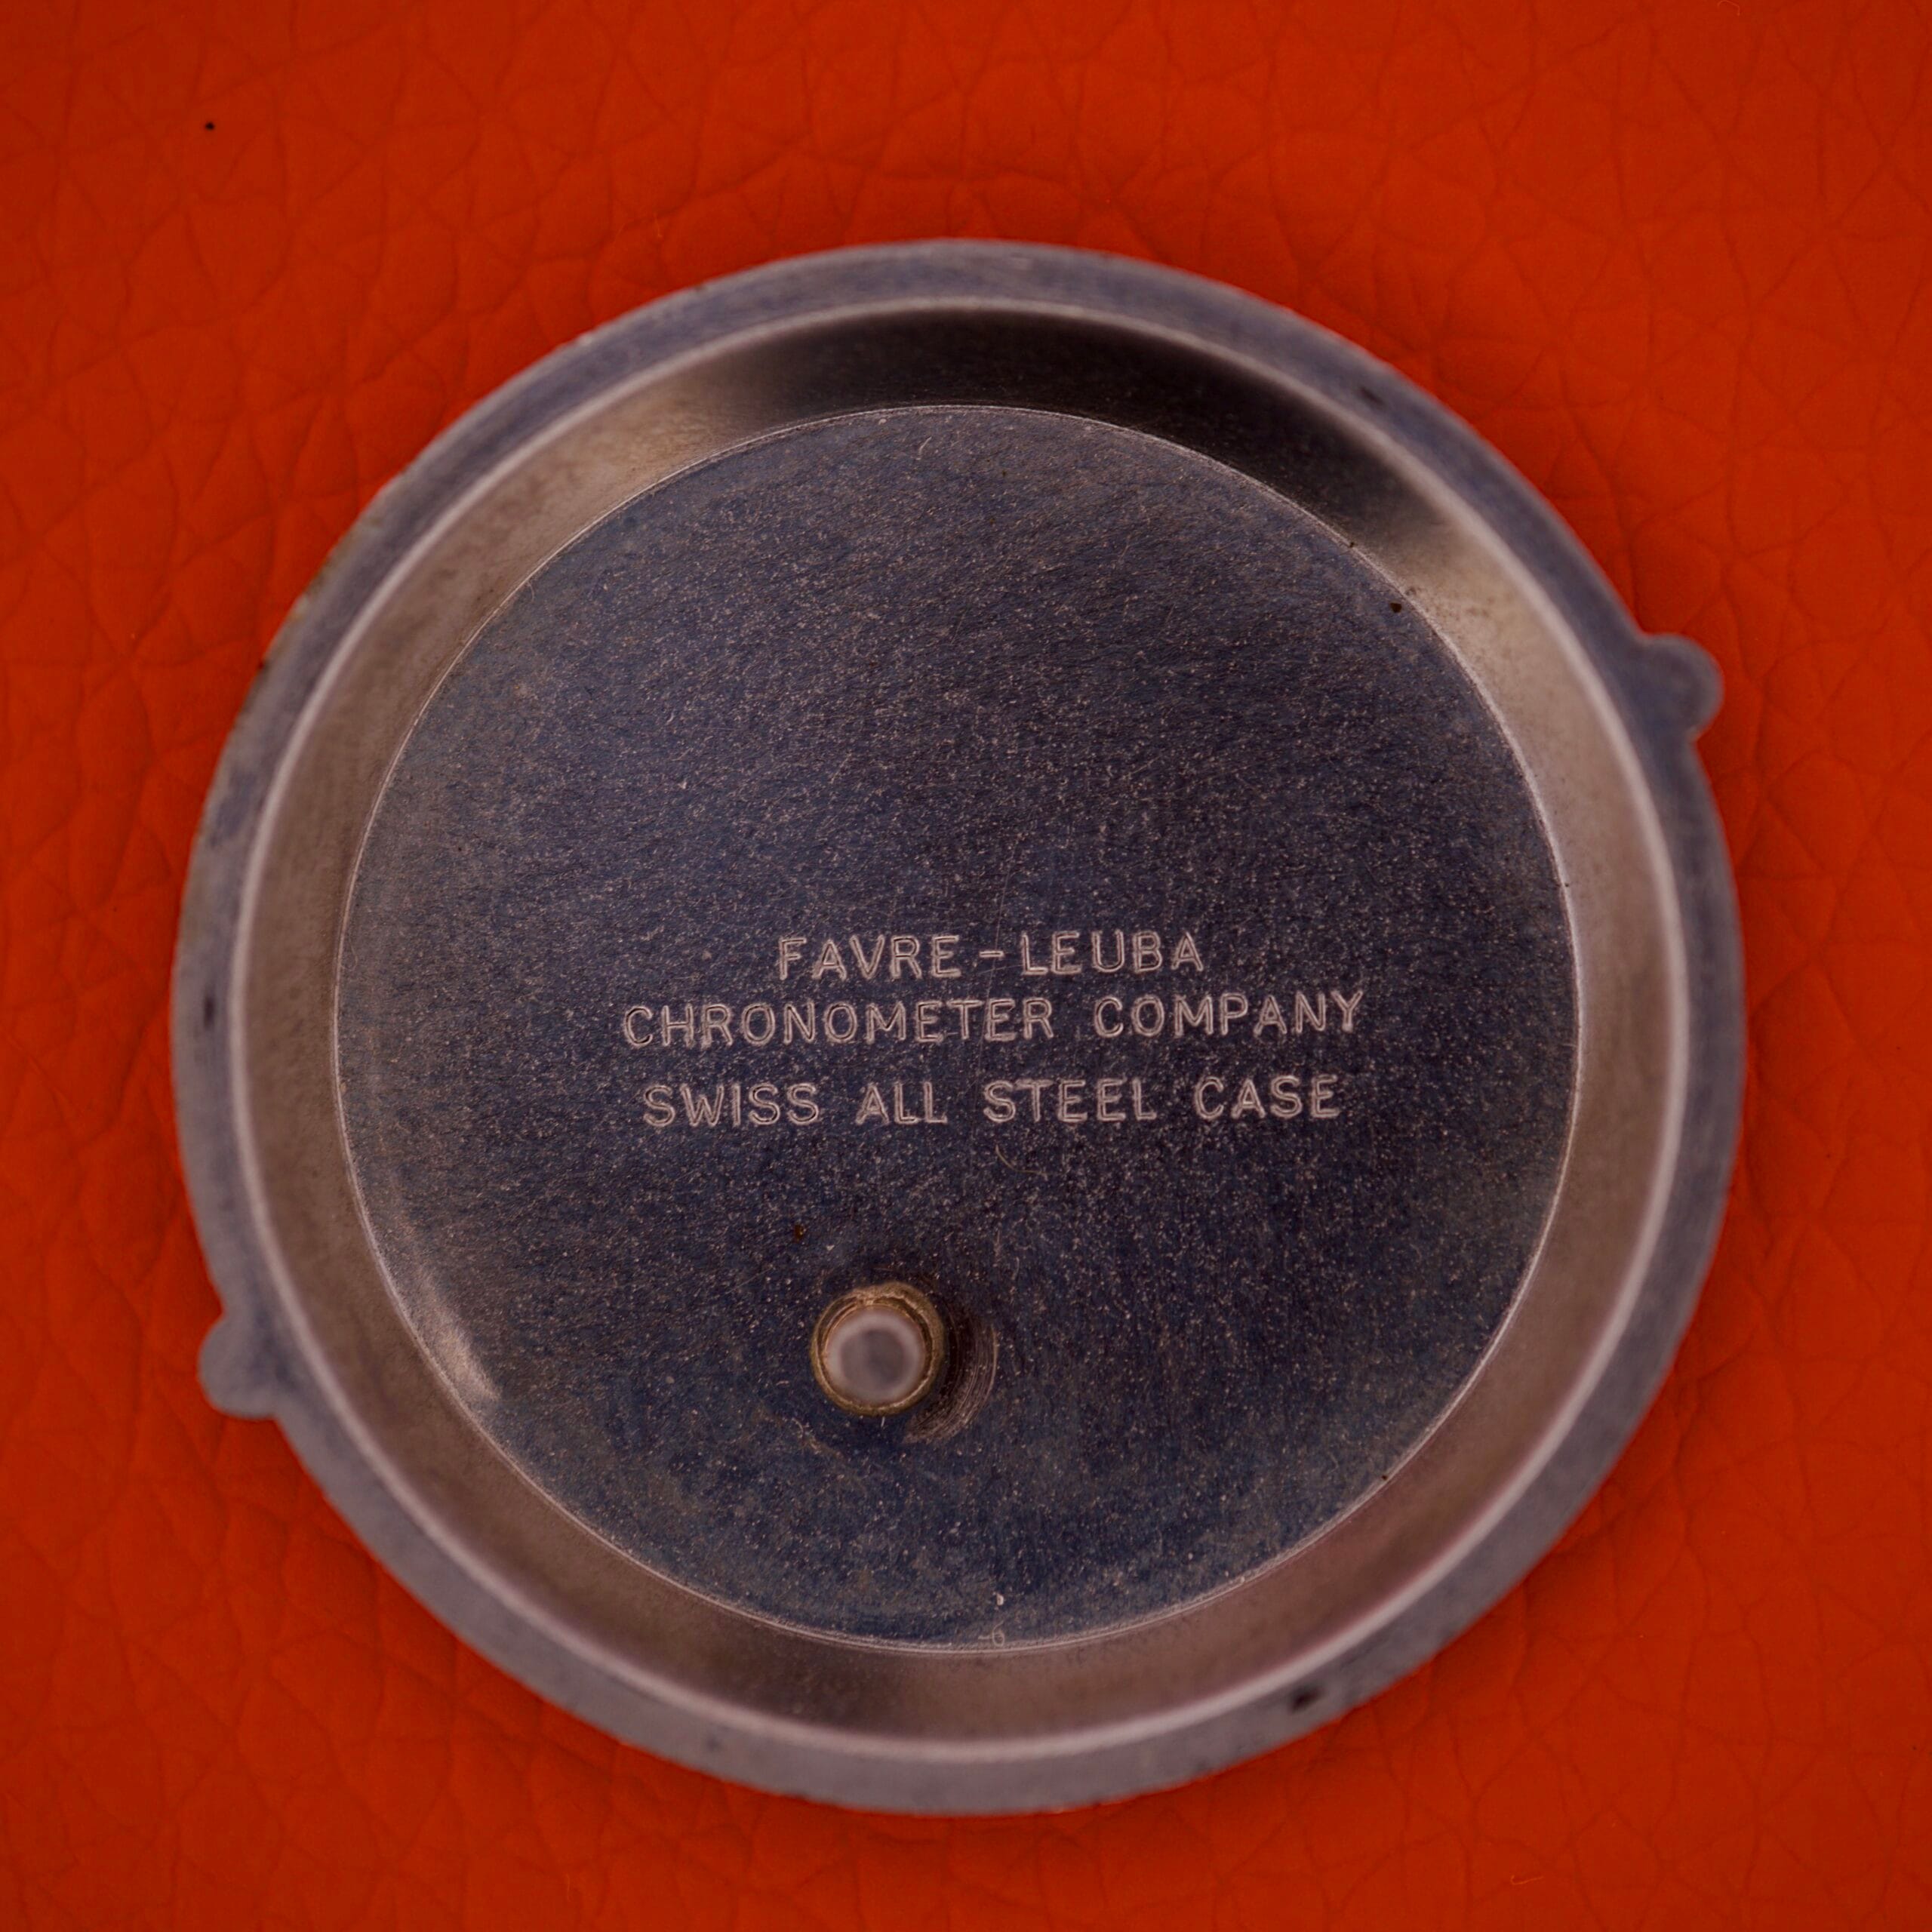 FAVRE-LEUBA
CHRONOMETER COMPANY
SWISS ALL STEEL CASE